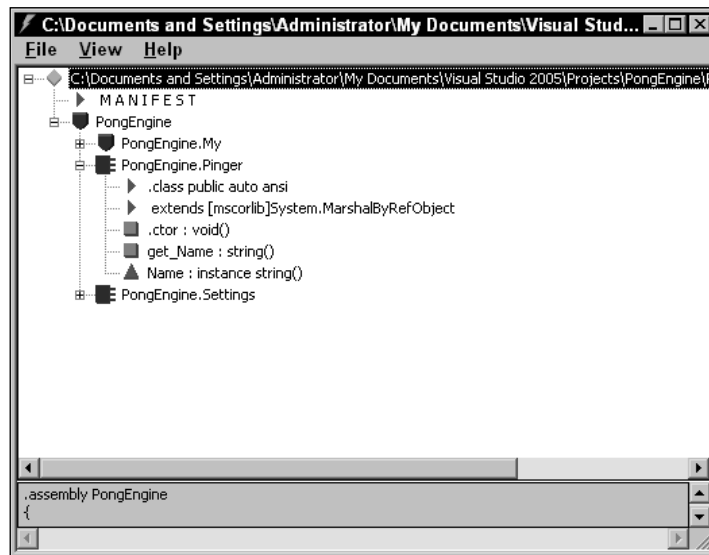 C:\Documents and Settings\Administrator\My Documents\Visual Stud...
File View Help
C:\Documents and Settings\Administrator\My Documents\Visual Studio 2005\Projects\PongEngine\
MANIFEST
PongEngine
PongEngine.My
PongEngine.Pinger
.class public auto ansi
extends [mscorlib]System.MarshalByRefObject
.ctor : void()
get_Name : string()
Name : instance string()
PongEngine.Settings
.assembly PongEngine
{